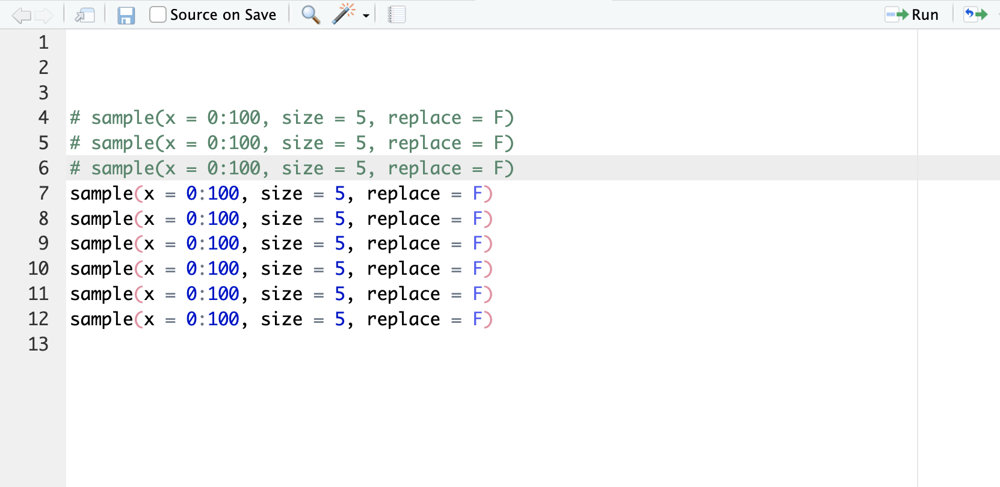 Source on Save Run
1
2
3
4 # sample(x = 0:100, size = 5, replace = F)
5 # sample(x = 0:100, size = 5, replace = F)
6 # sample(x = 0:100, size = 5, replace = F)
7 sample(x = 0:100, size = 5, replace = F)
8 sample(x = 0:100, size = 5, replace = F)
9 sample(x = 0:100, size = 5, replace = F)
10 sample(x = 0:100, size = 5, replace = F)
11 sample(x = 0:100, size = 5, replace = F)
12 sample(x = 0:100, size = 5, replace = F)
13